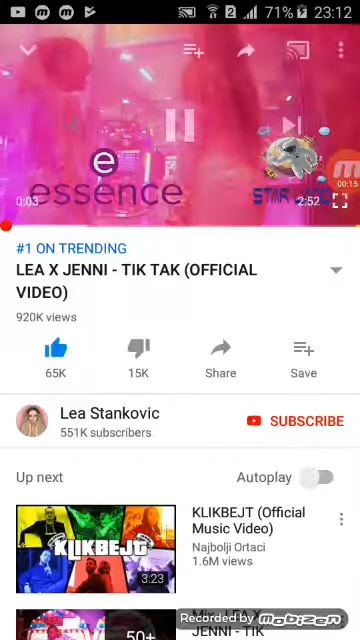 71% 23:12
e
essence
STAR
00:15
0:03
2:52
#1 ON TRENDING
LEA X JENNI - TIK TAK (OFFICIAL
VIDEO)
920K views
65K
15K
Share
Save
Lea Stankovic
551K subscribers
SUBSCRIBE
Up next
Autoplay
KLIKBEJT
3:23
KLIKBEJT (Official
Music Video)
Najbolji Ortaci
1.6M views
50+
Mix - LEA X
JENNI - TIK
Recorded by mobizen